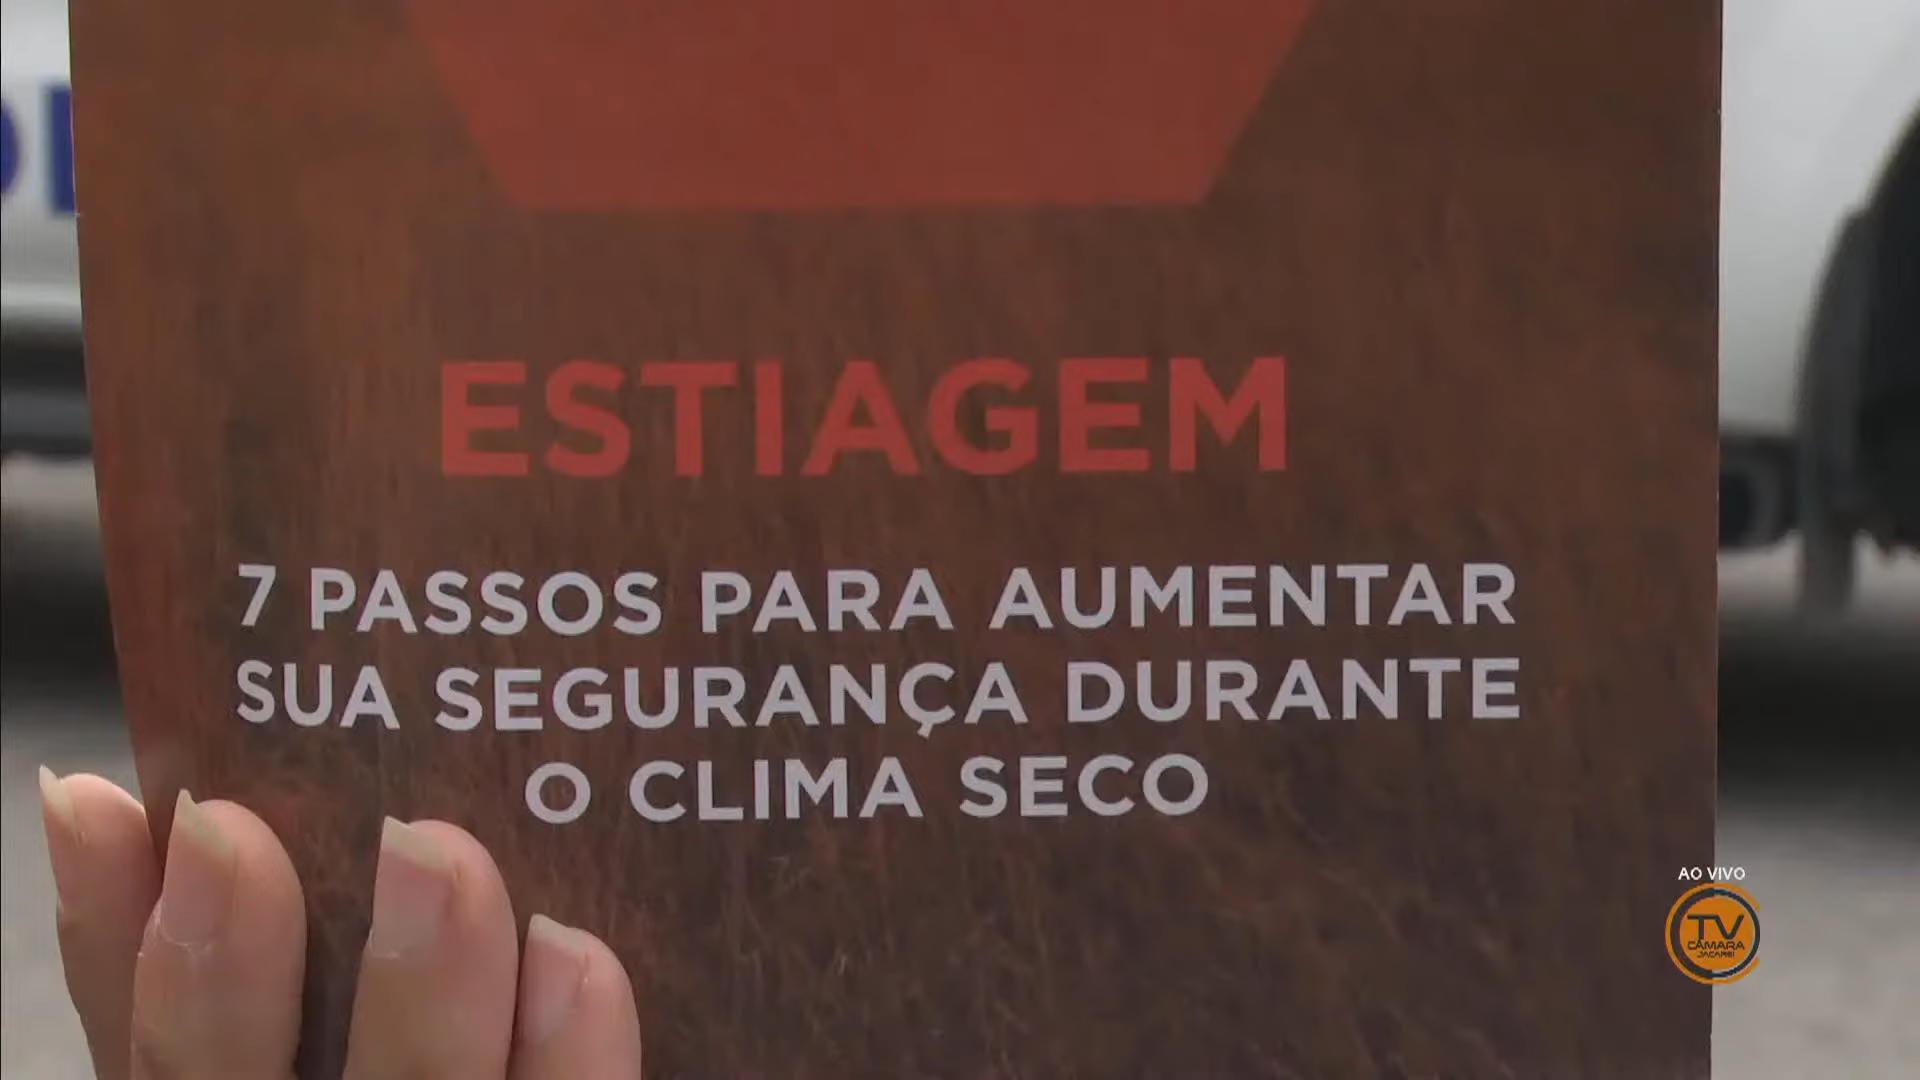 ESTIAGEM
7 PASSOS PARA AUMENTAR
SUA SEGURANÇA DURANTE
O CLIMA SECO
AO VIVO
TV
CÂMARA
JACAREÍ